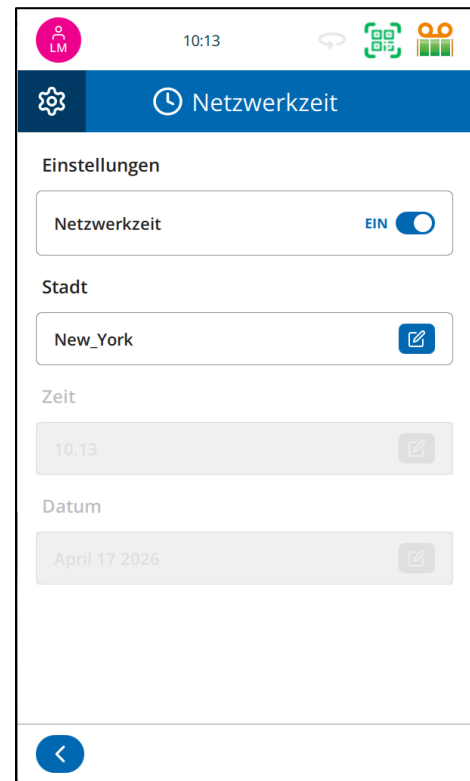 LM
10:13
Netzwerkzeit
Einstellungen
Netzwerkzeit EIN
Stadt
New_York
Zeit
10.13
Datum
April 17 2026